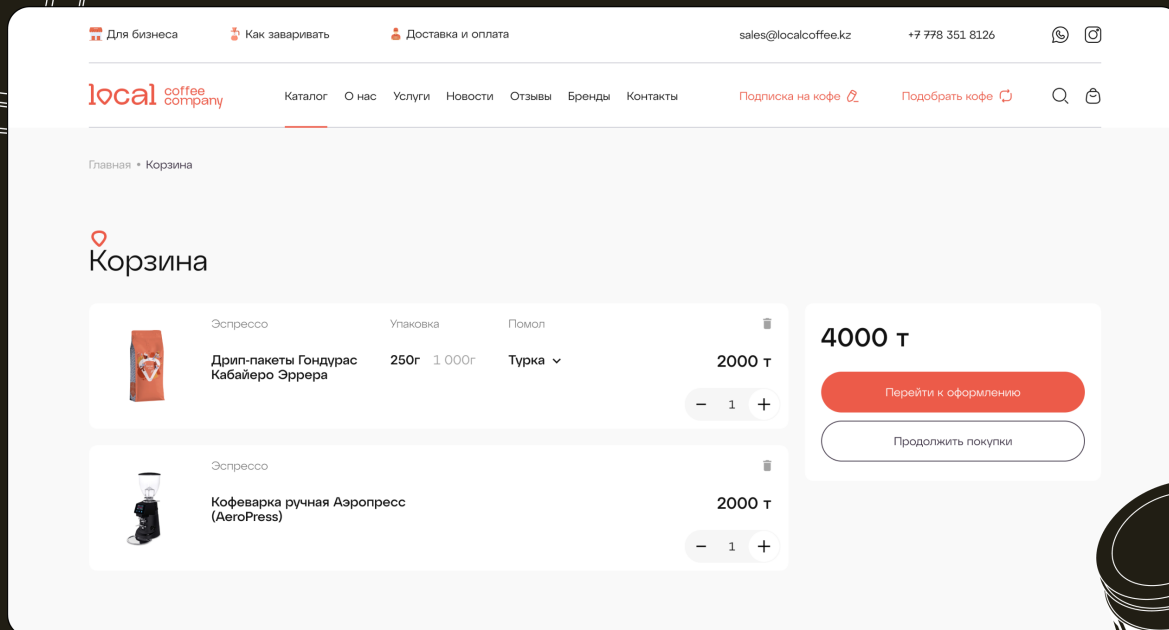 Для бизнеса
Как заваривать
Доставка и оплата
sales@localcoffee.kz
+7 778 351 8126
local coffee company
Каталог
О нас
Услуги
Новости
Отзывы
Бренды
Контакты
Подписка на кофе
Подобрать кофе
Главная • Корзина
Корзина
Эспрессо
Упаковка
Помол
Дрип-пакеты Гондурас
Кабайеро Эррера
250г 1 000г
Турка
2000 т
− 1 +
Эспрессо
Кофеварка ручная Аэропресс
(AeroPress)
2000 т
− 1 +
4000 т
Перейти к оформлению
Продолжить покупки